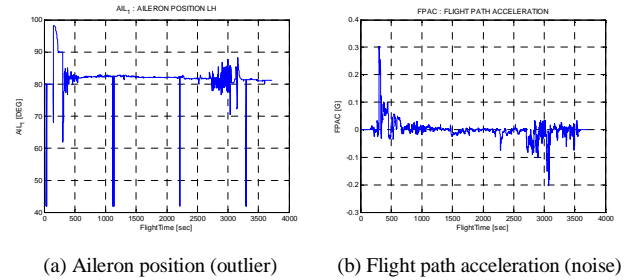 AIL1 : AILERON POSITION LH
100
90
80
70
60
50
40
0 500 1000 1500 2000 2500 3000 3500 4000
AIL1 [DEG]
FlightTime [sec]
(a) Aileron position (outlier)
FPAC : FLIGHT PATH ACCELERATION
0.4
0.3
0.2
0.1
0
-0.1
-0.2
-0.3
0 500 1000 1500 2000 2500 3000 3500 4000
FPAC [G]
FlightTime [sec]
(b) Flight path acceleration (noise)